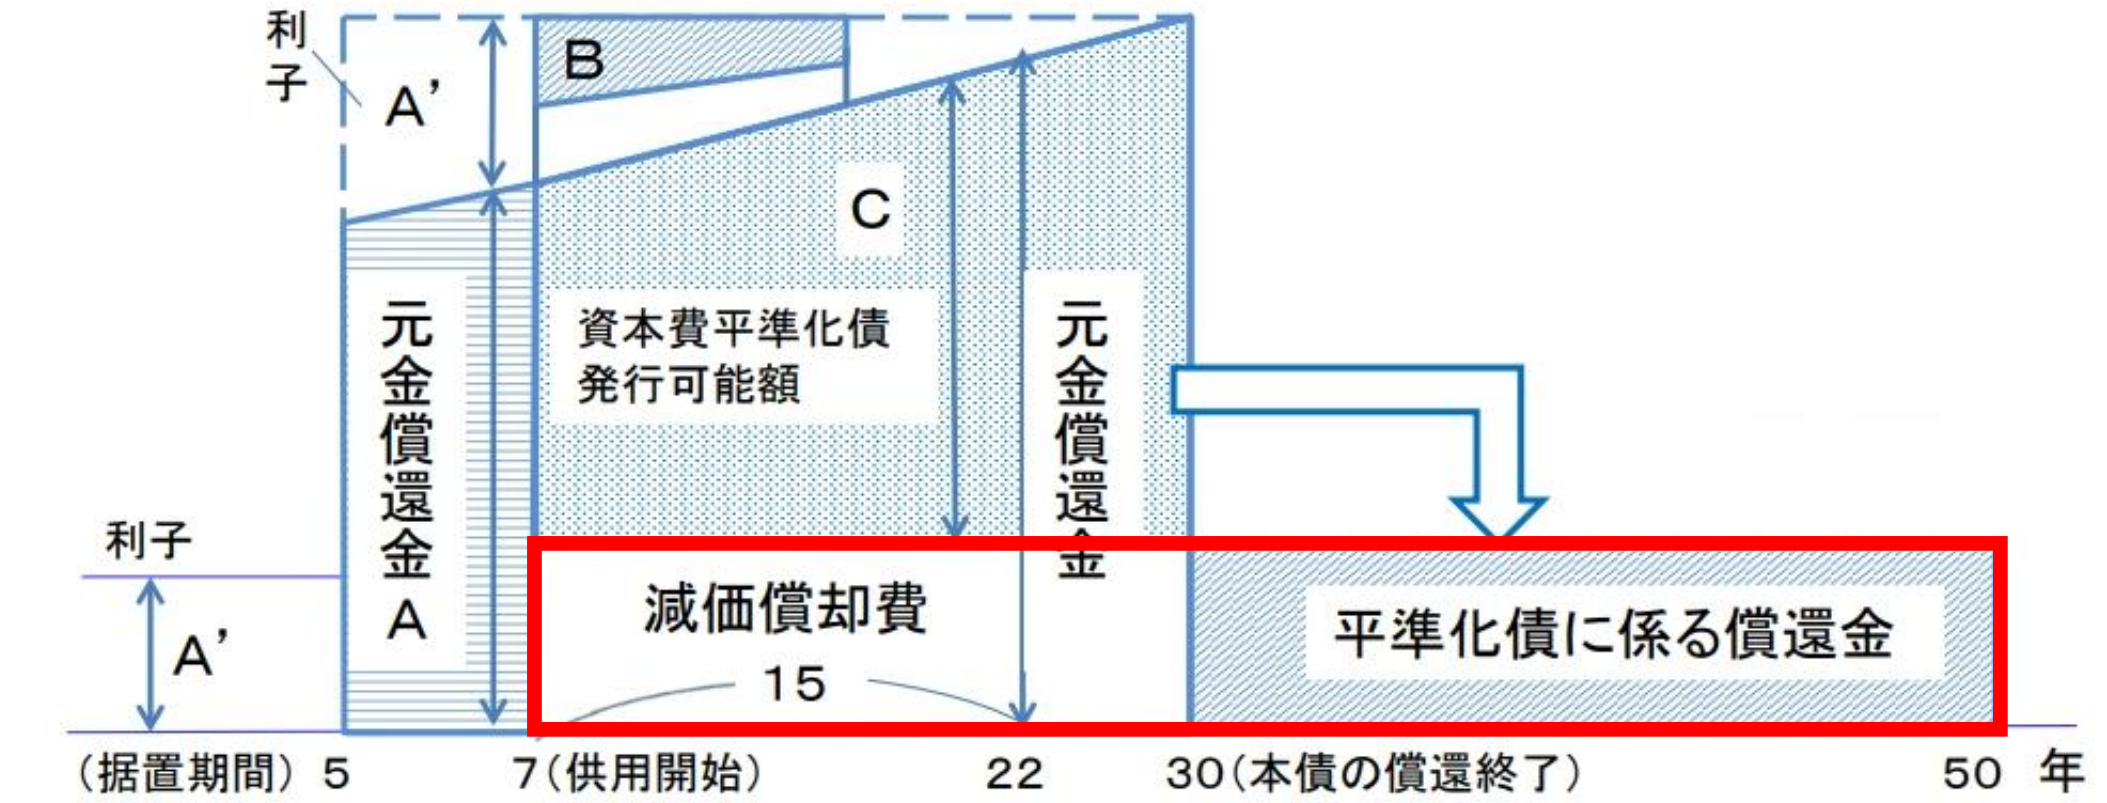 利子
A’
B
C
元金償還金A
資本費平準化債
発行可能額
元金償還金
利子
A’
減価償却費
15
平準化債に係る償還金
(据置期間) 5
7(供用開始)
22
30(本債の償還終了)
50 年